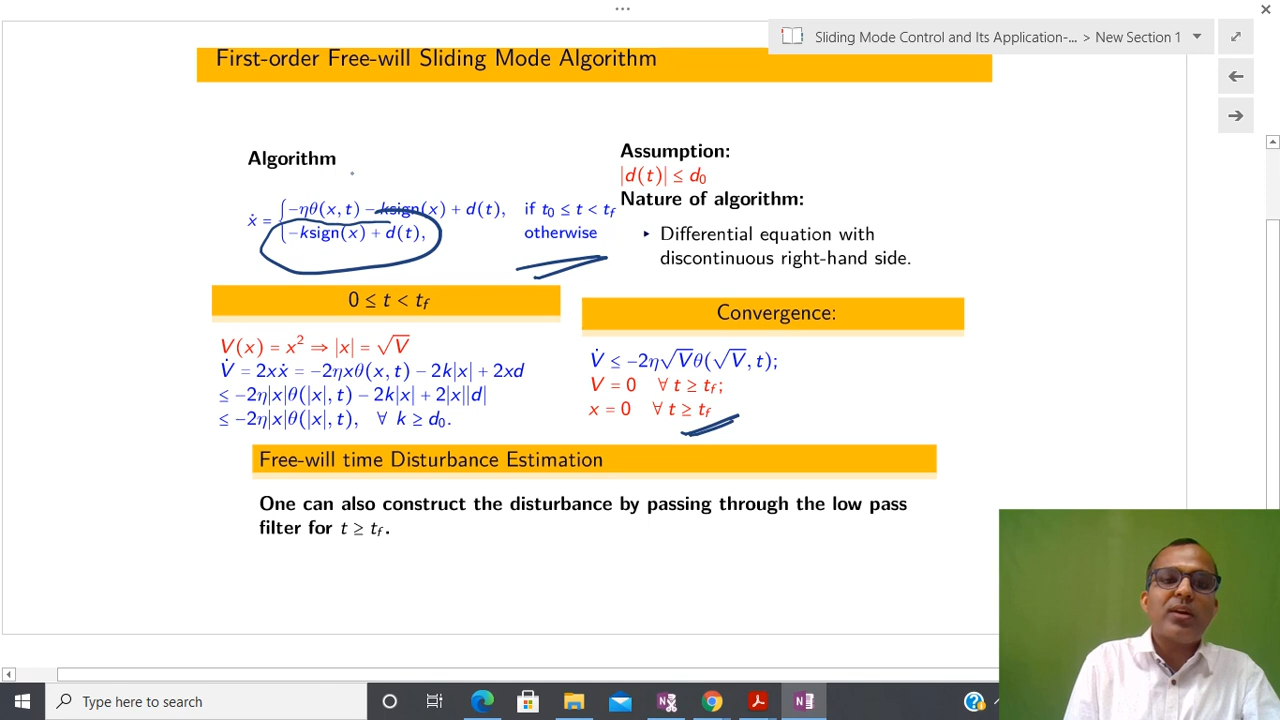 ...
Sliding Mode Control and Its Application-... > New Section 1
First-order Free-will Sliding Mode Algorithm
Algorithm
ẋ = { −ηθ(x, t) − ksign(x) + d(t), if t₀ ≤ t < t_f
−ksign(x) + d(t), otherwise
Assumption:
|d(t)| ≤ d₀
Nature of algorithm:
‣ Differential equation with
discontinuous right-hand side.
0 ≤ t < t_f
V(x) = x² ⇒ |x| = √V
V̇ = 2xẋ = −2ηxθ(x, t) − 2k|x| + 2xd
≤ −2η|x|θ(|x|, t) − 2k|x| + 2|x||d|
≤ −2η|x|θ(|x|, t), ∀ k ≥ d₀.
Convergence:
V̇ ≤ −2η√Vθ(√V, t);
V = 0 ∀ t ≥ t_f;
x = 0 ∀ t ≥ t_f
Free-will time Disturbance Estimation
One can also construct the disturbance by passing through the low pass
filter for t ≥ t_f.
Type here to search